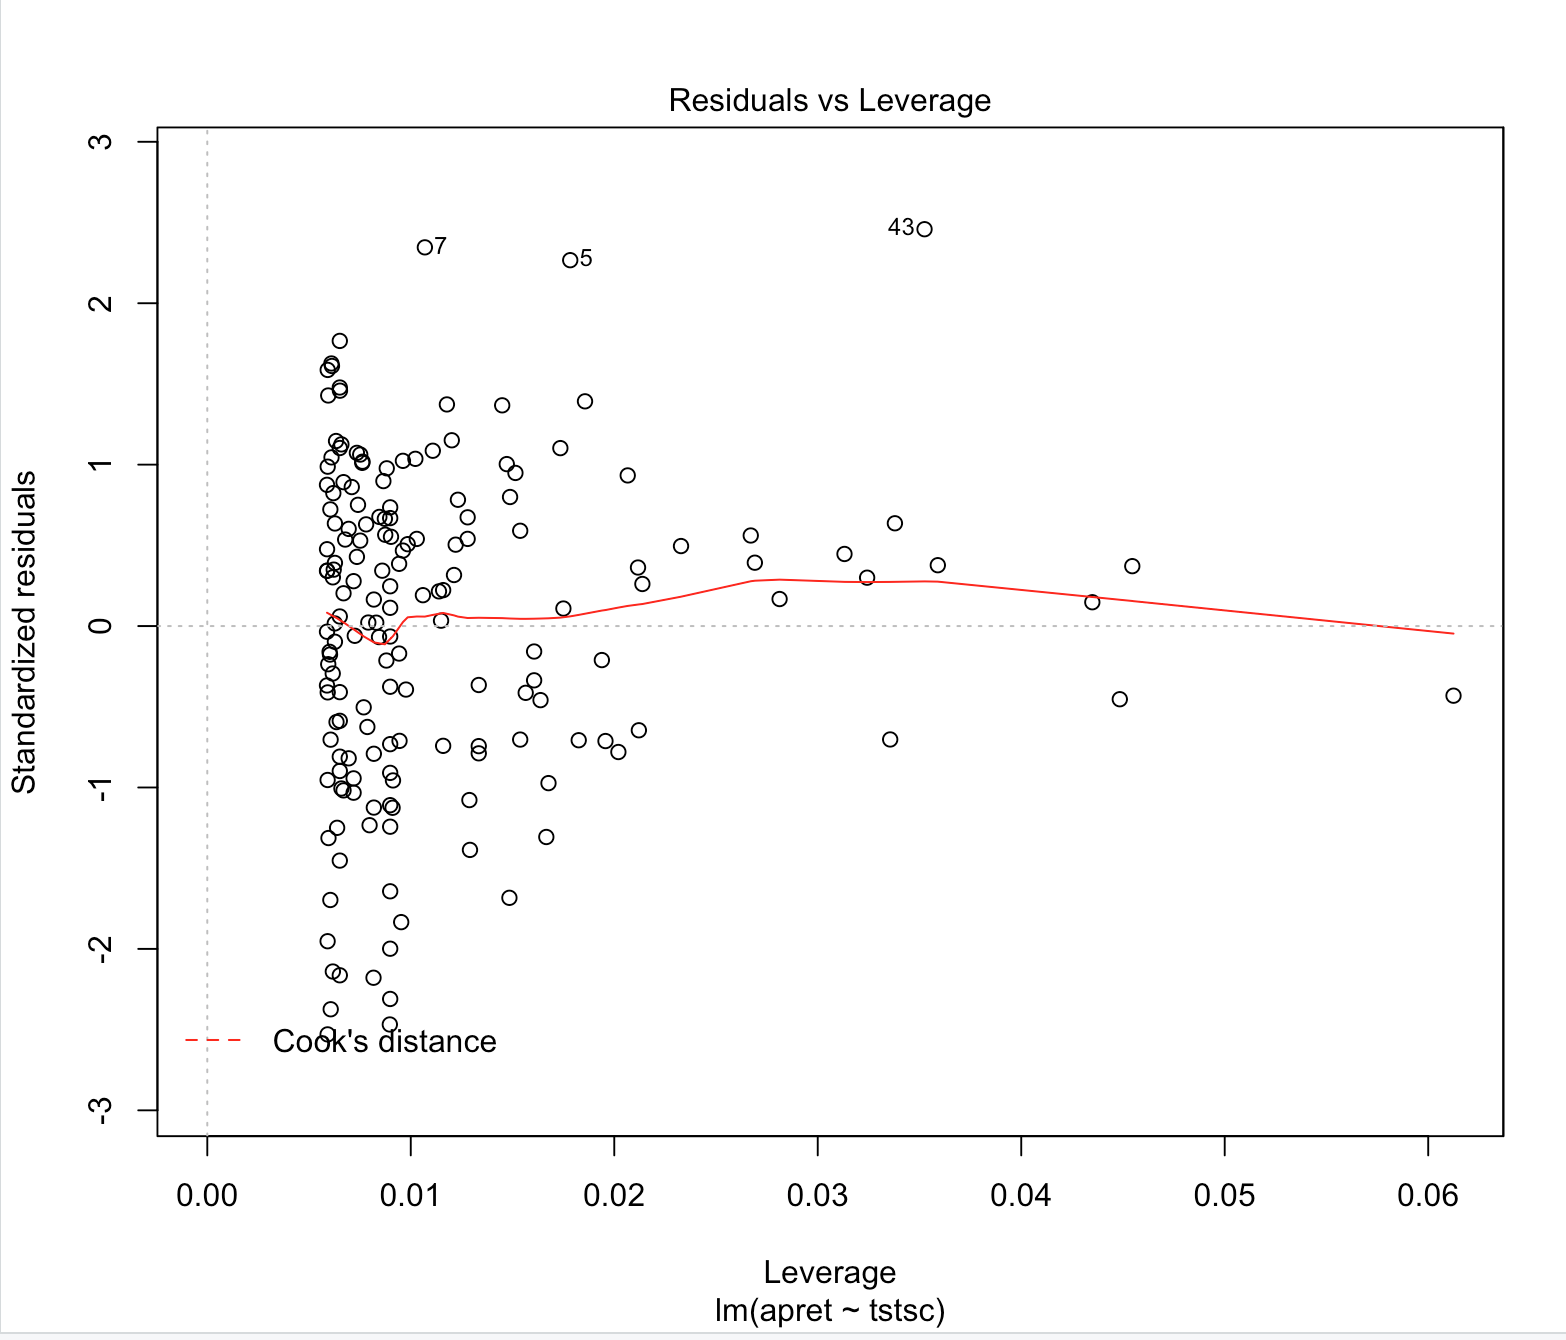 Residuals vs Leverage
3
2
1
0
-1
-2
-3
Standardized residuals
43
7
5
Cook's distance
0.00 0.01 0.02 0.03 0.04 0.05 0.06
Leverage
lm(apret ~ tstsc)